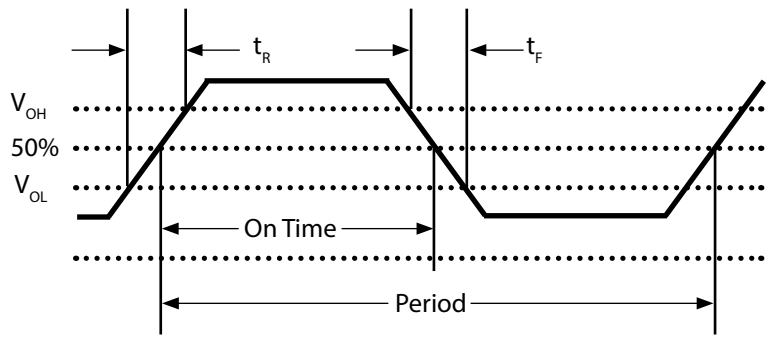 t_R
t_F
V_OH
50%
V_OL
On Time
Period